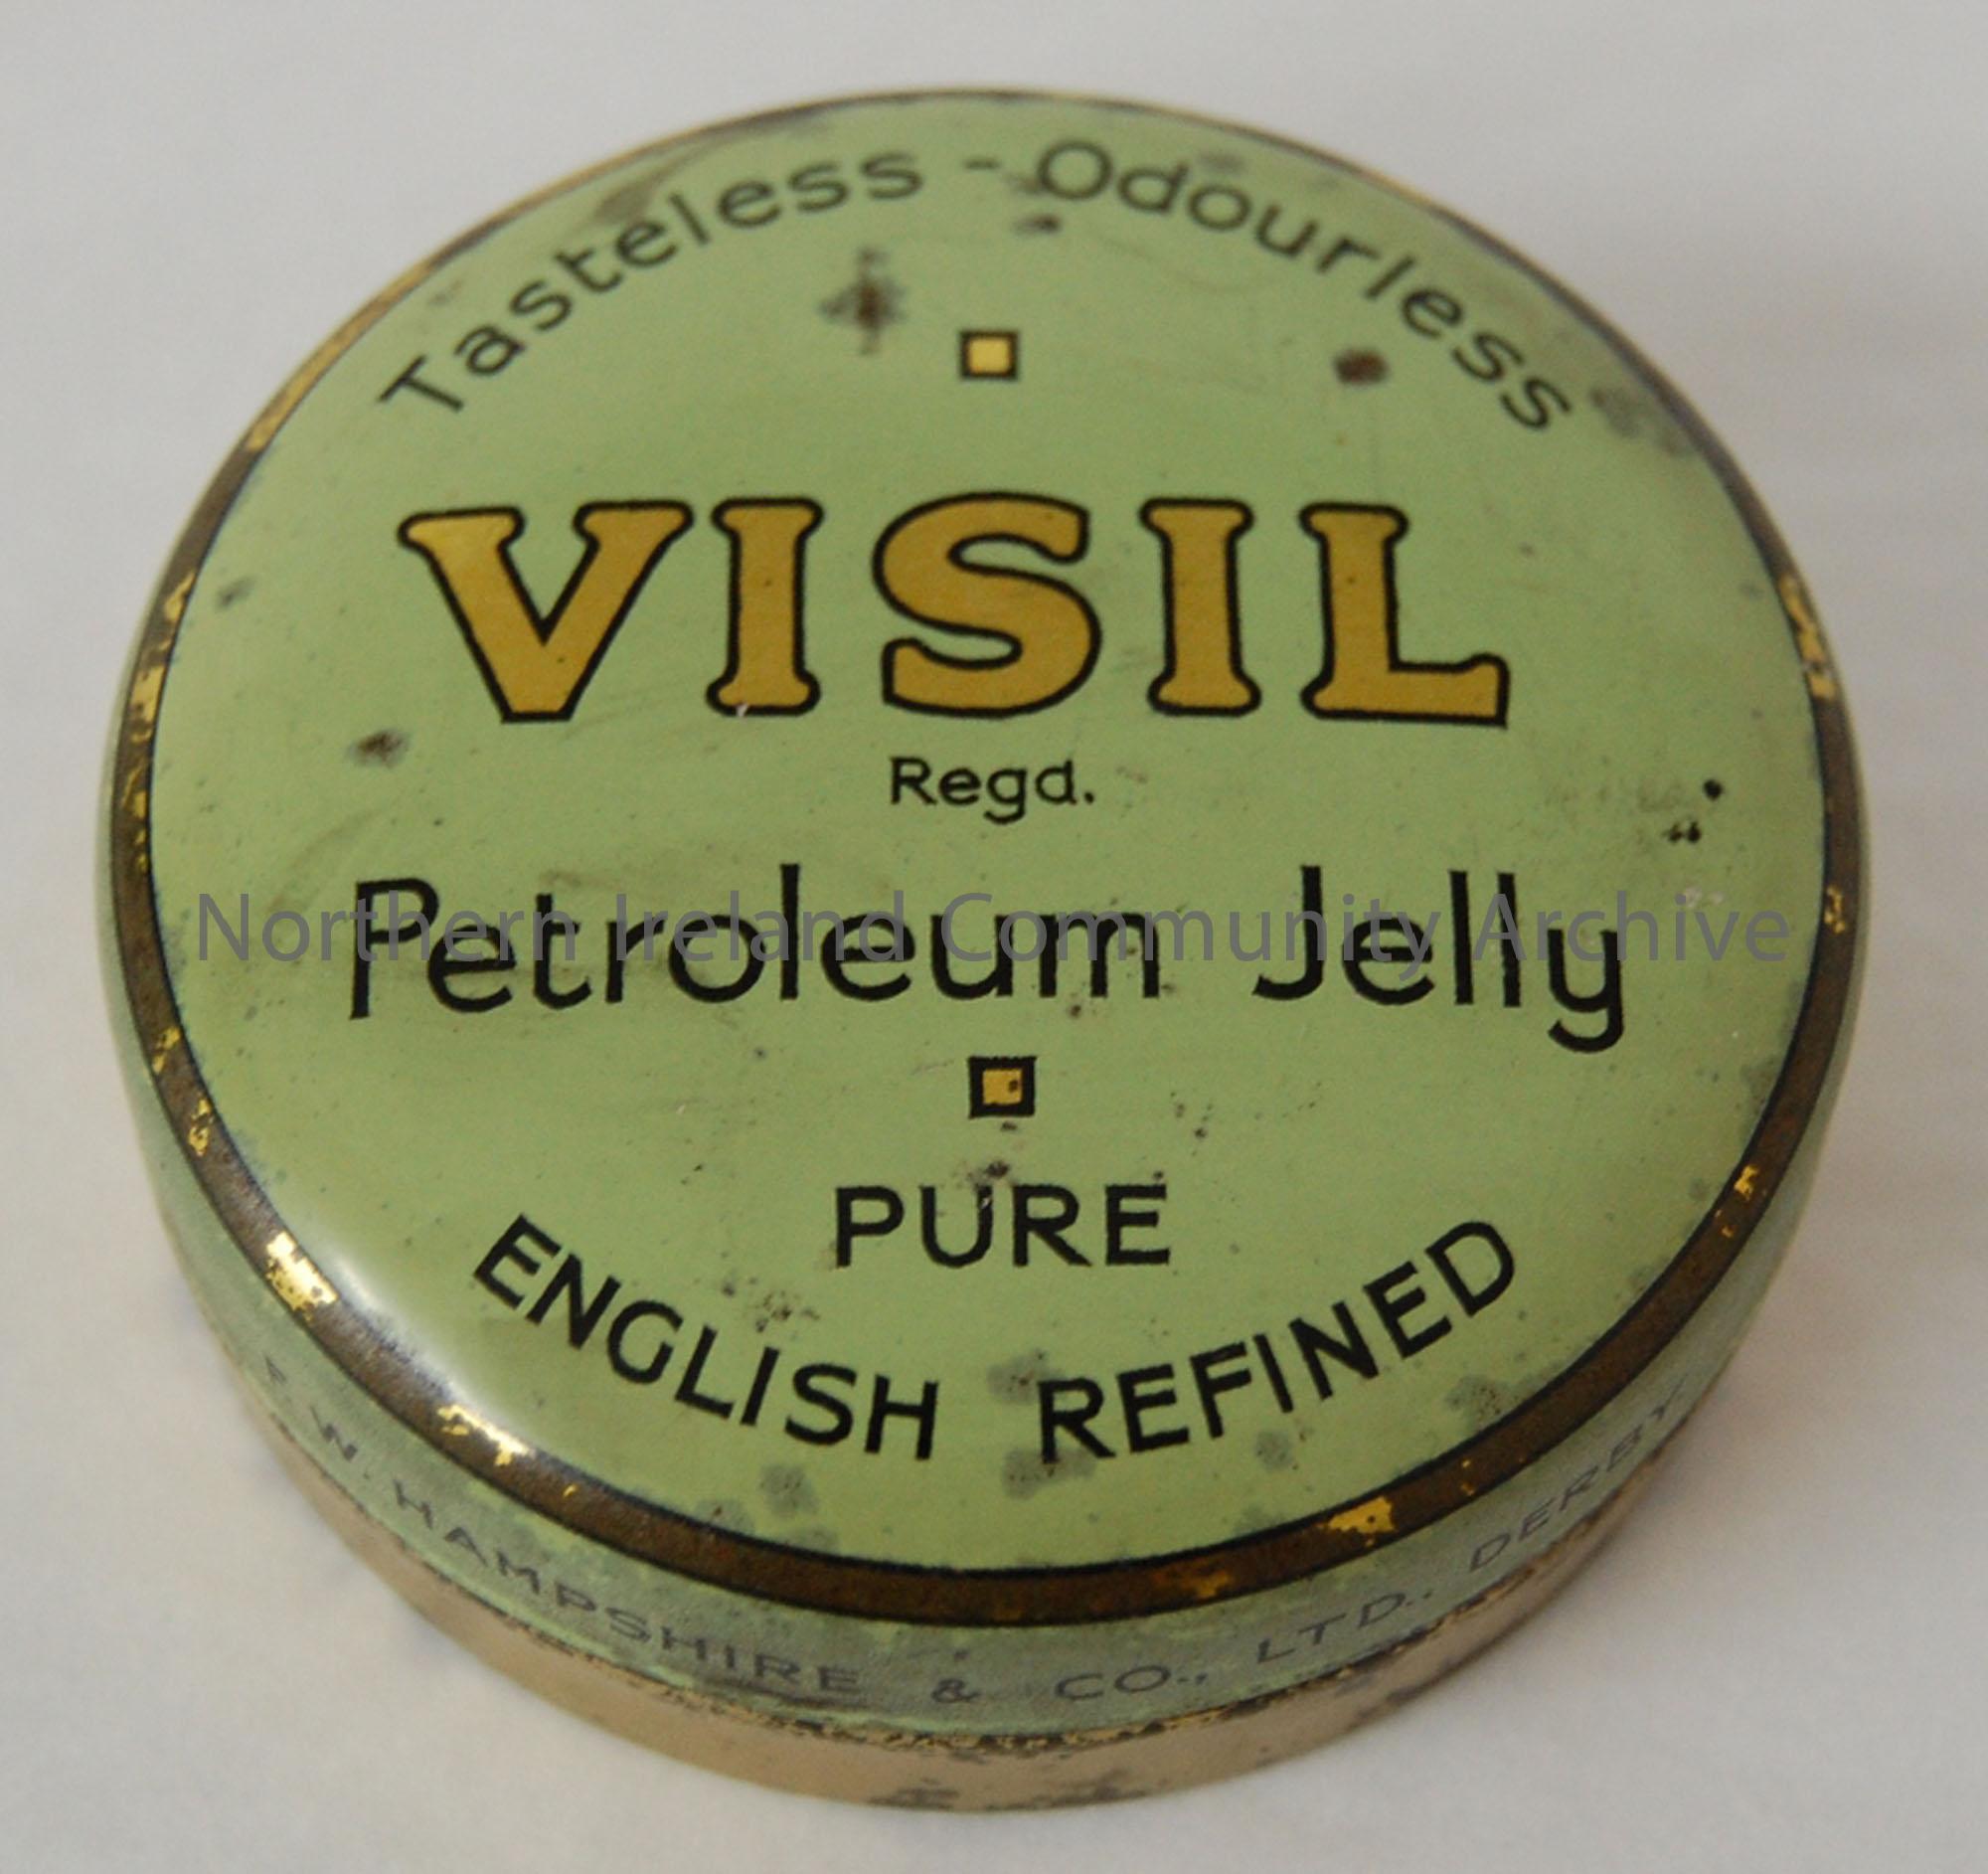 Tasteless - Odourless
VISIL
Regd.
Petroleum Jelly
Northern Ireland Community Archive
PURE
ENGLISH REFINED
F. W. HAMPSHIRE & CO., LTD. DERBY